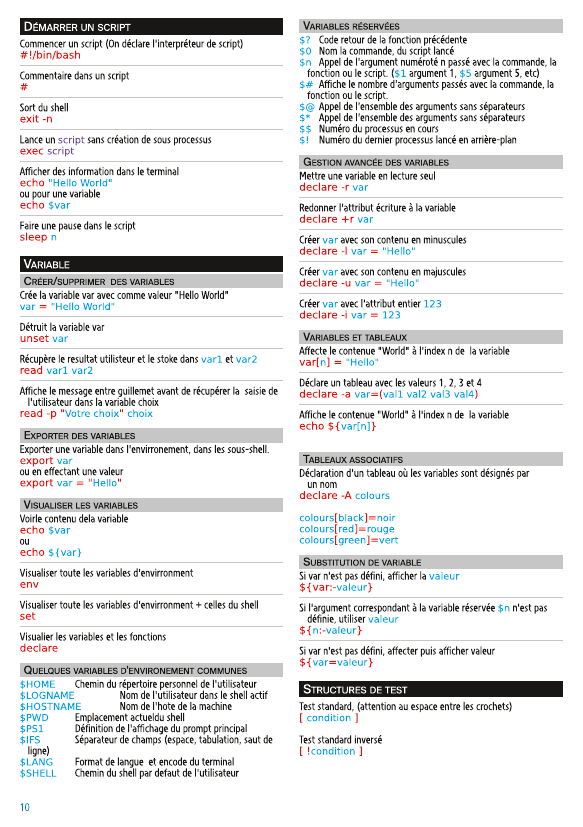 DÉMARRER UN SCRIPT
Commencer un script (On déclare l'interpréteur de script)
#!/bin/bash
Commentaire dans un script
#
Sort du shell
exit -n
Lance un script sans création de sous processus
exec script
Afficher des information dans le terminal
echo "Hello World"
ou pour une variable
echo $var
Faire une pause dans le script
sleep n
VARIABLE
CRÉER/SUPPRIMER DES VARIABLES
Crée la variable var avec comme valeur "Hello World"
var = "Hello World"
Détruit la variable var
unset var
Récupère le resultat utilisteur et le stoke dans var1 et var2
read var1 var2
Affiche le message entre guillemet avant de récupérer la saisie de
l'utilisateur dans la variable choix
read -p "Votre choix" choix
EXPORTER DES VARIABLES
Exporter une variable dans l'envirronement, dans les sous-shell.
export var
ou en effectant une valeur
export var = "Hello"
VISUALISER LES VARIABLES
Voirle contenu dela variable
echo $var
ou
echo ${var}
Visualiser toute les variables d'envirronment
env
Visualiser toute les variables d'envirronment + celles du shell
set
Visualier les variables et les fonctions
declare
QUELQUES VARIABLES D'ENVIRONEMENT COMMUNES
$HOME Chemin du répertoire personnel de l'utilisateur
$LOGNAME Nom de l'utilisateur dans le shell actif
$HOSTNAME Nom de l'hote de la machine
$PWD Emplacement actueldu shell
$PS1 Définition de l'affichage du prompt principal
$IFS Séparateur de champs (espace, tabulation, saut de
ligne)
$LANG Format de langue et encode du terminal
$SHELL Chemin du shell par defaut de l'utilisateur
10
VARIABLES RÉSERVÉES
$? Code retour de la fonction précédente
$0 Nom la commande, du script lancé
$n Appel de l'argument numéroté n passé avec la commande, la
fonction ou le script. ($1 argument 1, $5 argument 5, etc)
$# Affiche le nombre d'arguments passés avec la commande, la
fonction ou le script.
$@ Appel de l'ensemble des arguments sans séparateurs
$* Appel de l'ensemble des arguments sans séparateurs
$$ Numéro du processus en cours
$! Numéro du dernier processus lancé en arrière-plan
GESTION AVANCÉE DES VARIABLES
Mettre une variable en lecture seul
declare -r var
Redonner l'attribut écriture à la variable
declare +r var
Créer var avec son contenu en minuscules
declare -l var = "Hello"
Créer var avec son contenu en majuscules
declare -u var = "Hello"
Créer var avec l'attribut entier 123
declare -i var = 123
VARIABLES ET TABLEAUX
Affecte le contenue "World" à l'index n de la variable
var[n] = "Hello"
Déclare un tableau avec les valeurs 1, 2, 3 et 4
declare -a var=(val1 val2 val3 val4)
Affiche le contenue "World" à l'index n de la variable
echo ${var[n]}
TABLEAUX ASSOCIATIFS
Déclaration d'un tableau où les variables sont désignés par
un nom
declare -A colours
colours[black]=noir
colours[red]=rouge
colours[green]=vert
SUBSTITUTION DE VARIABLE
Si var n'est pas défini, afficher la valeur
${var:-valeur}
Si l'argument correspondant à la variable réservée $n n'est pas
définie, utiliser valeur
${n:-valeur}
Si var n'est pas défini, affecter puis afficher valeur
${var=valeur}
STRUCTURES DE TEST
Test standard, (attention au espace entre les crochets)
[ condition ]
Test standard inversé
[ !condition ]